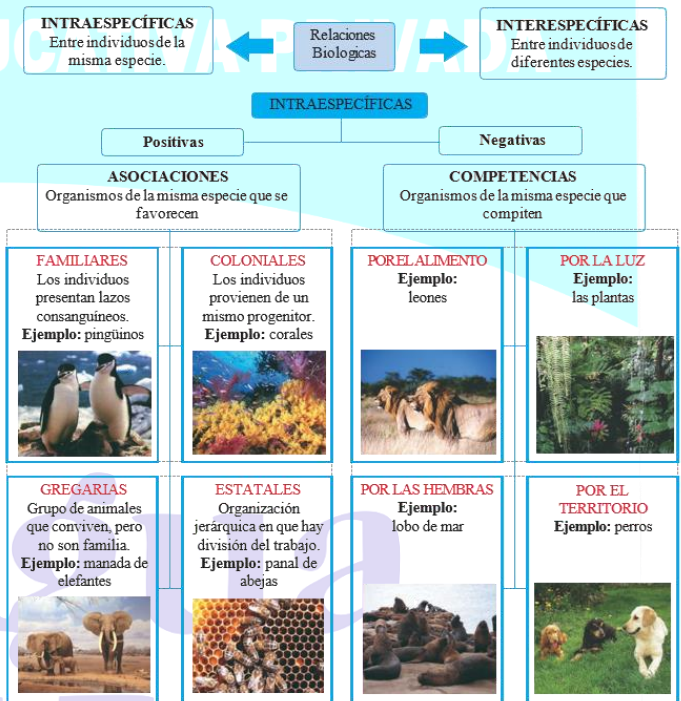 INTRAESPECÍFICAS
Entre individuos de la
misma especie.
Relaciones
Biologicas
INTERESPECÍFICAS
Entre individuos de
diferentes especies.
INTRAESPECÍFICAS
Positivas
Negativas
ASOCIACIONES
Organismos de la misma especie que se
favorecen
COMPETENCIAS
Organismos de la misma especie que
compiten
FAMILIARES
Los individuos
presentan lazos
consanguíneos.
Ejemplo: pingüinos
COLONIALES
Los individuos
provienen de un
mismo progenitor.
Ejemplo: corales
POR EL ALIMENTO
Ejemplo:
leones
POR LA LUZ
Ejemplo:
las plantas
GREGARIAS
Grupo de animales
que conviven, pero
no son familia.
Ejemplo: manada de
elefantes
ESTATALES
Organización
jerárquica en que hay
división del trabajo.
Ejemplo: panal de
abejas
POR LAS HEMBRAS
Ejemplo:
lobo de mar
POR EL
TERRITORIO
Ejemplo: perros